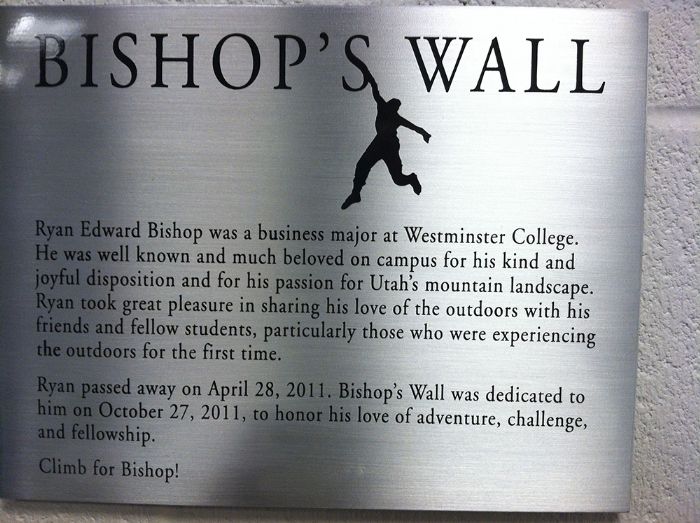 BISHOP'S WALL
Ryan Edward Bishop was a business major at Westminster College.
He was well known and much beloved on campus for his kind and
joyful disposition and for his passion for Utah's mountain landscape.
Ryan took great pleasure in sharing his love of the outdoors with his
friends and fellow students, particularly those who were experiencing
the outdoors for the first time.
Ryan passed away on April 28, 2011. Bishop's Wall was dedicated to
him on October 27, 2011, to honor his love of adventure, challenge,
and fellowship.
Climb for Bishop!